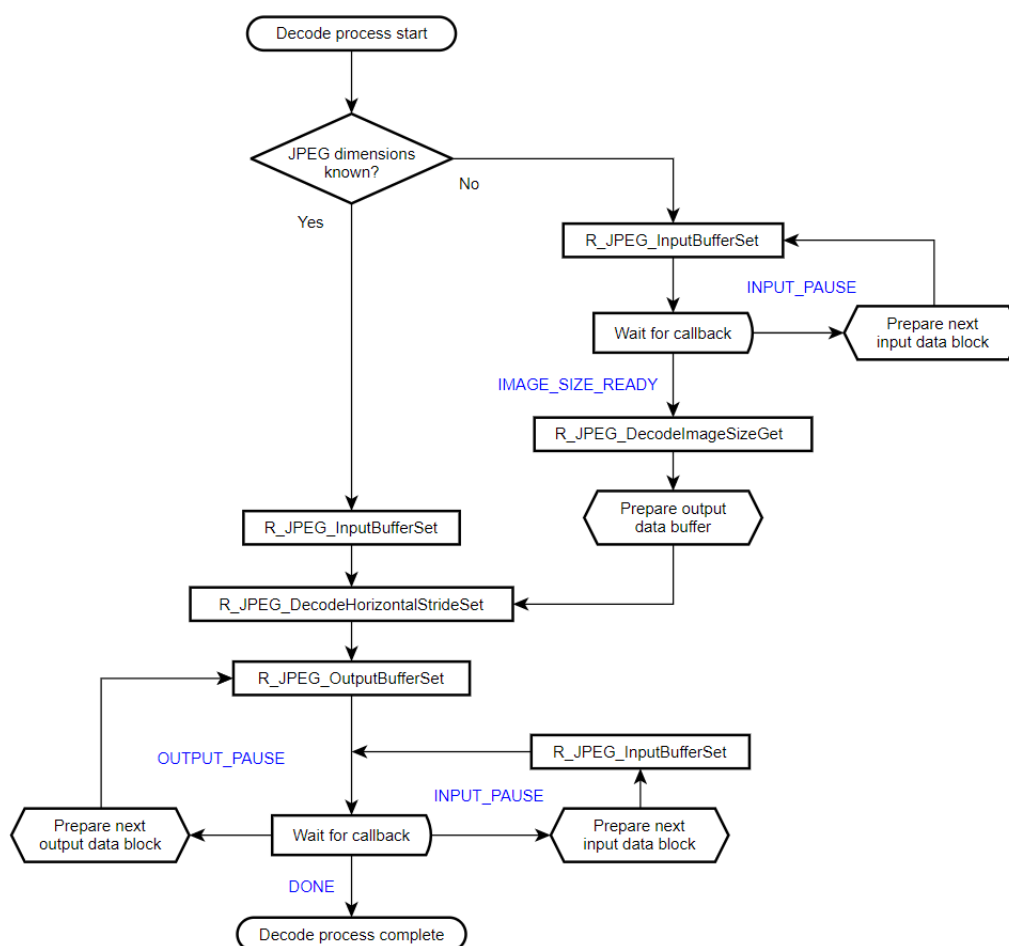 Decode process start
JPEG dimensions
known?
No
Yes
R_JPEG_InputBufferSet
INPUT_PAUSE
Wait for callback
Prepare next
input data block
IMAGE_SIZE_READY
R_JPEG_DecodeImageSizeGet
Prepare output
data buffer
R_JPEG_InputBufferSet
R_JPEG_DecodeHorizontalStrideSet
R_JPEG_OutputBufferSet
OUTPUT_PAUSE
R_JPEG_InputBufferSet
INPUT_PAUSE
Prepare next
output data block
Wait for callback
Prepare next
input data block
DONE
Decode process complete